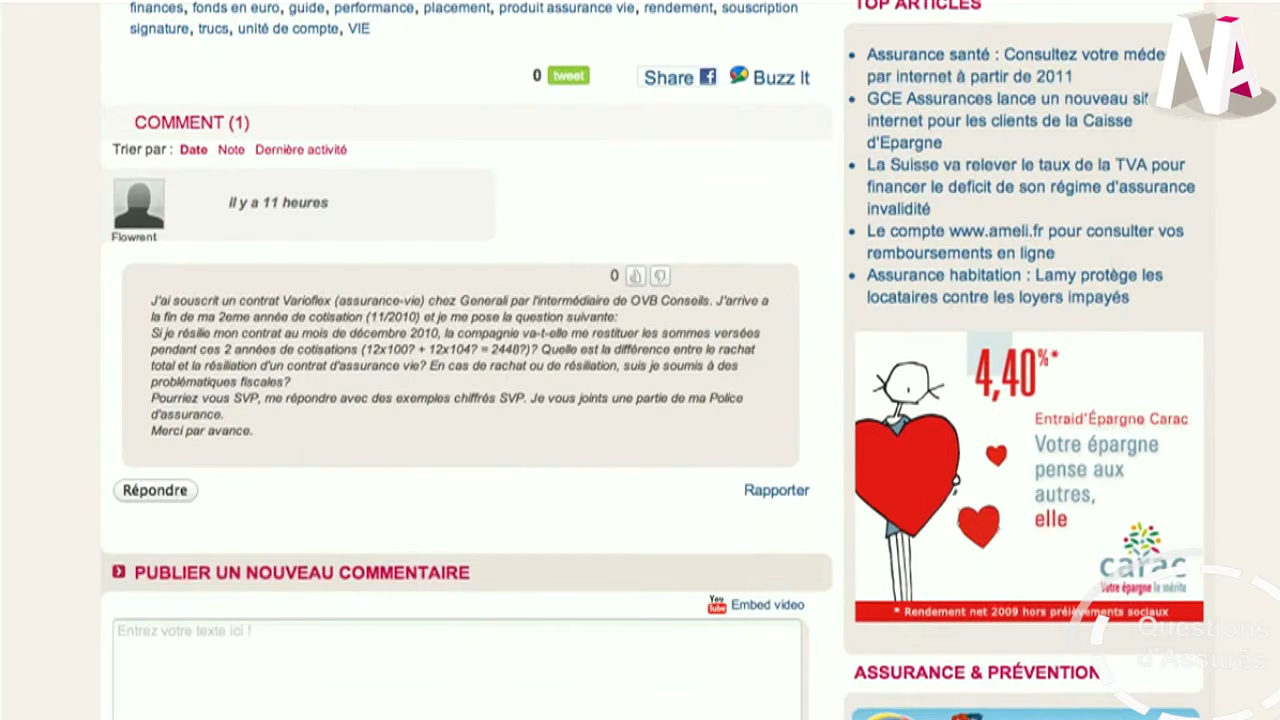 finances, fonds en euro, guide, performance, placement, produit assurance vie, rendement, souscription
signature, trucs, unité de compte, VIE
0 tweet Share Buzz It
COMMENT (1)
Trier par : Date Note Dernière activité
Il y a 11 heures
Flowrent
0
J'ai souscrit un contrat Varioflex (assurance-vie) chez Generali par l'intermédiaire de OVB Conseils. J'arrive a
la fin de ma 2eme année de cotisation (11/2010) et je me pose la question suivante:
Si je résilie mon contrat au mois de décembre 2010, la compagnie va-t-elle me restituer les sommes versées
pendant ces 2 années de cotisations (12x100? + 12x104? = 2448?)? Quelle est la différence entre le rachat
total et la résiliation d'un contrat d'assurance vie? En cas de rachat ou de résiliation, suis je soumis à des
problématiques fiscales?
Pourriez vous SVP, me répondre avec des exemples chiffrés SVP. Je vous joints une partie de ma Police
d'assurance.
Merci par avance.
Répondre Rapporter
PUBLIER UN NOUVEAU COMMENTAIRE
You Tube Embed video
Entrez votre texte ici !
TOP ARTICLES
Assurance santé : Consultez votre méde
par internet à partir de 2011
GCE Assurances lance un nouveau sit
internet pour les clients de la Caisse
d'Epargne
La Suisse va relever le taux de la TVA pour
financer le deficit de son régime d'assurance
invalidité
Le compte www.ameli.fr pour consulter vos
remboursements en ligne
Assurance habitation : Lamy protège les
locataires contre les loyers impayés
NA
4,40%*
Entraid'Épargne Carac
Votre épargne
pense aux
autres,
elle
carac
Votre épargne le mérite
* Rendement net 2009 hors prélèvements sociaux
Questions
d'Assurés
ASSURANCE & PRÉVENTION